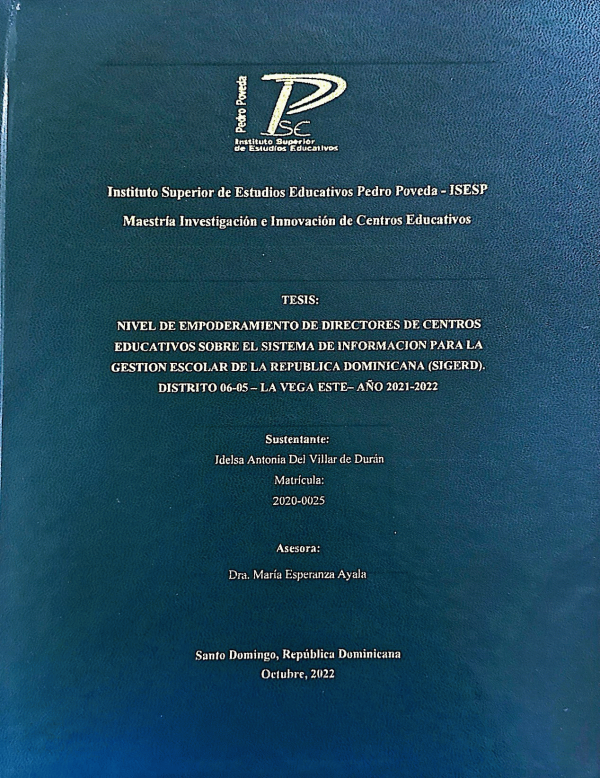 Pedro Poveda
ISE
Instituto Superior
de Estudios Educativos
Instituto Superior de Estudios Educativos Pedro Poveda - ISESP
Maestría Investigación e Innovación de Centros Educativos
TESIS:
NIVEL DE EMPODERAMIENTO DE DIRECTORES DE CENTROS
EDUCATIVOS SOBRE EL SISTEMA DE INFORMACION PARA LA
GESTION ESCOLAR DE LA REPUBLICA DOMINICANA (SIGERD).
DISTRITO 06-05 – LA VEGA ESTE– AÑO 2021-2022
Sustentante:
Idelsa Antonia Del Villar de Durán
Matrícula:
2020-0025
Asesora:
Dra. María Esperanza Ayala
Santo Domingo, República Dominicana
Octubre, 2022